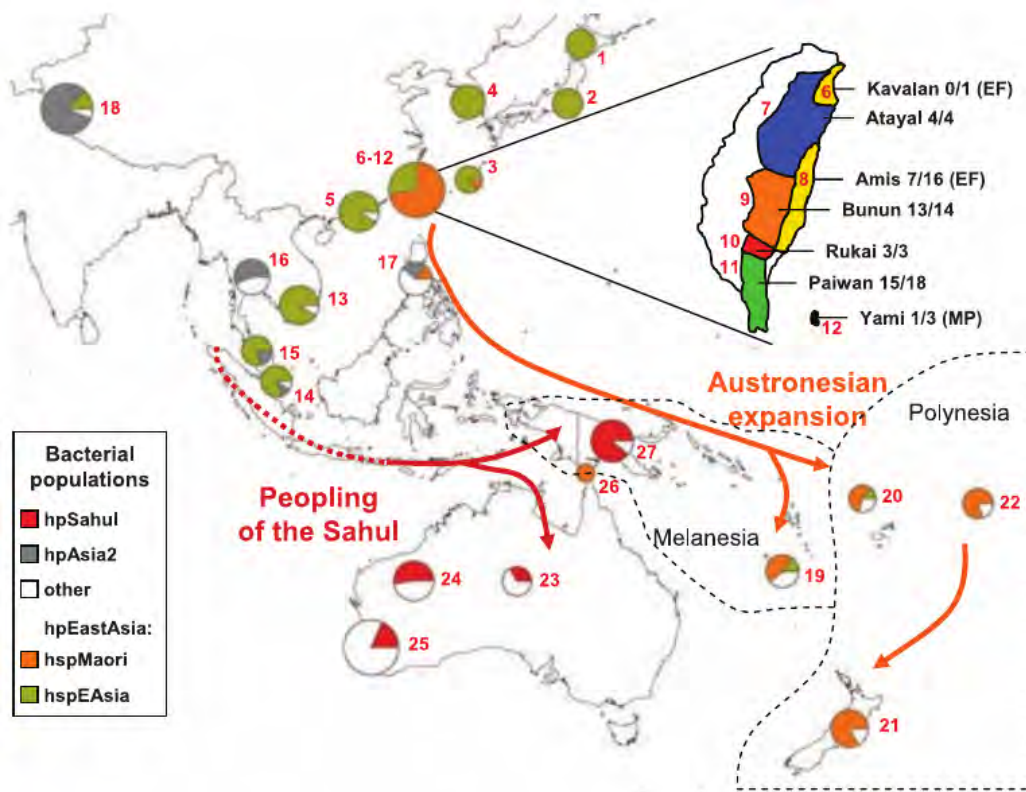 1
4
2
18
6-12
3
5
16
17
13
15
14
7
6
Kavalan 0/1 (EF)
Atayal 4/4
8
Amis 7/16 (EF)
9
Bunun 13/14
10
Rukai 3/3
11
Paiwan 15/18
12
Yami 1/3 (MP)
Austronesian
expansion
Polynesia
Bacterial
populations
hpSahul
hpAsia2
other
hpEastAsia:
hspMaori
hspEAsia
Peopling
of the Sahul
27
26
Melanesia
20
22
19
24
23
25
21